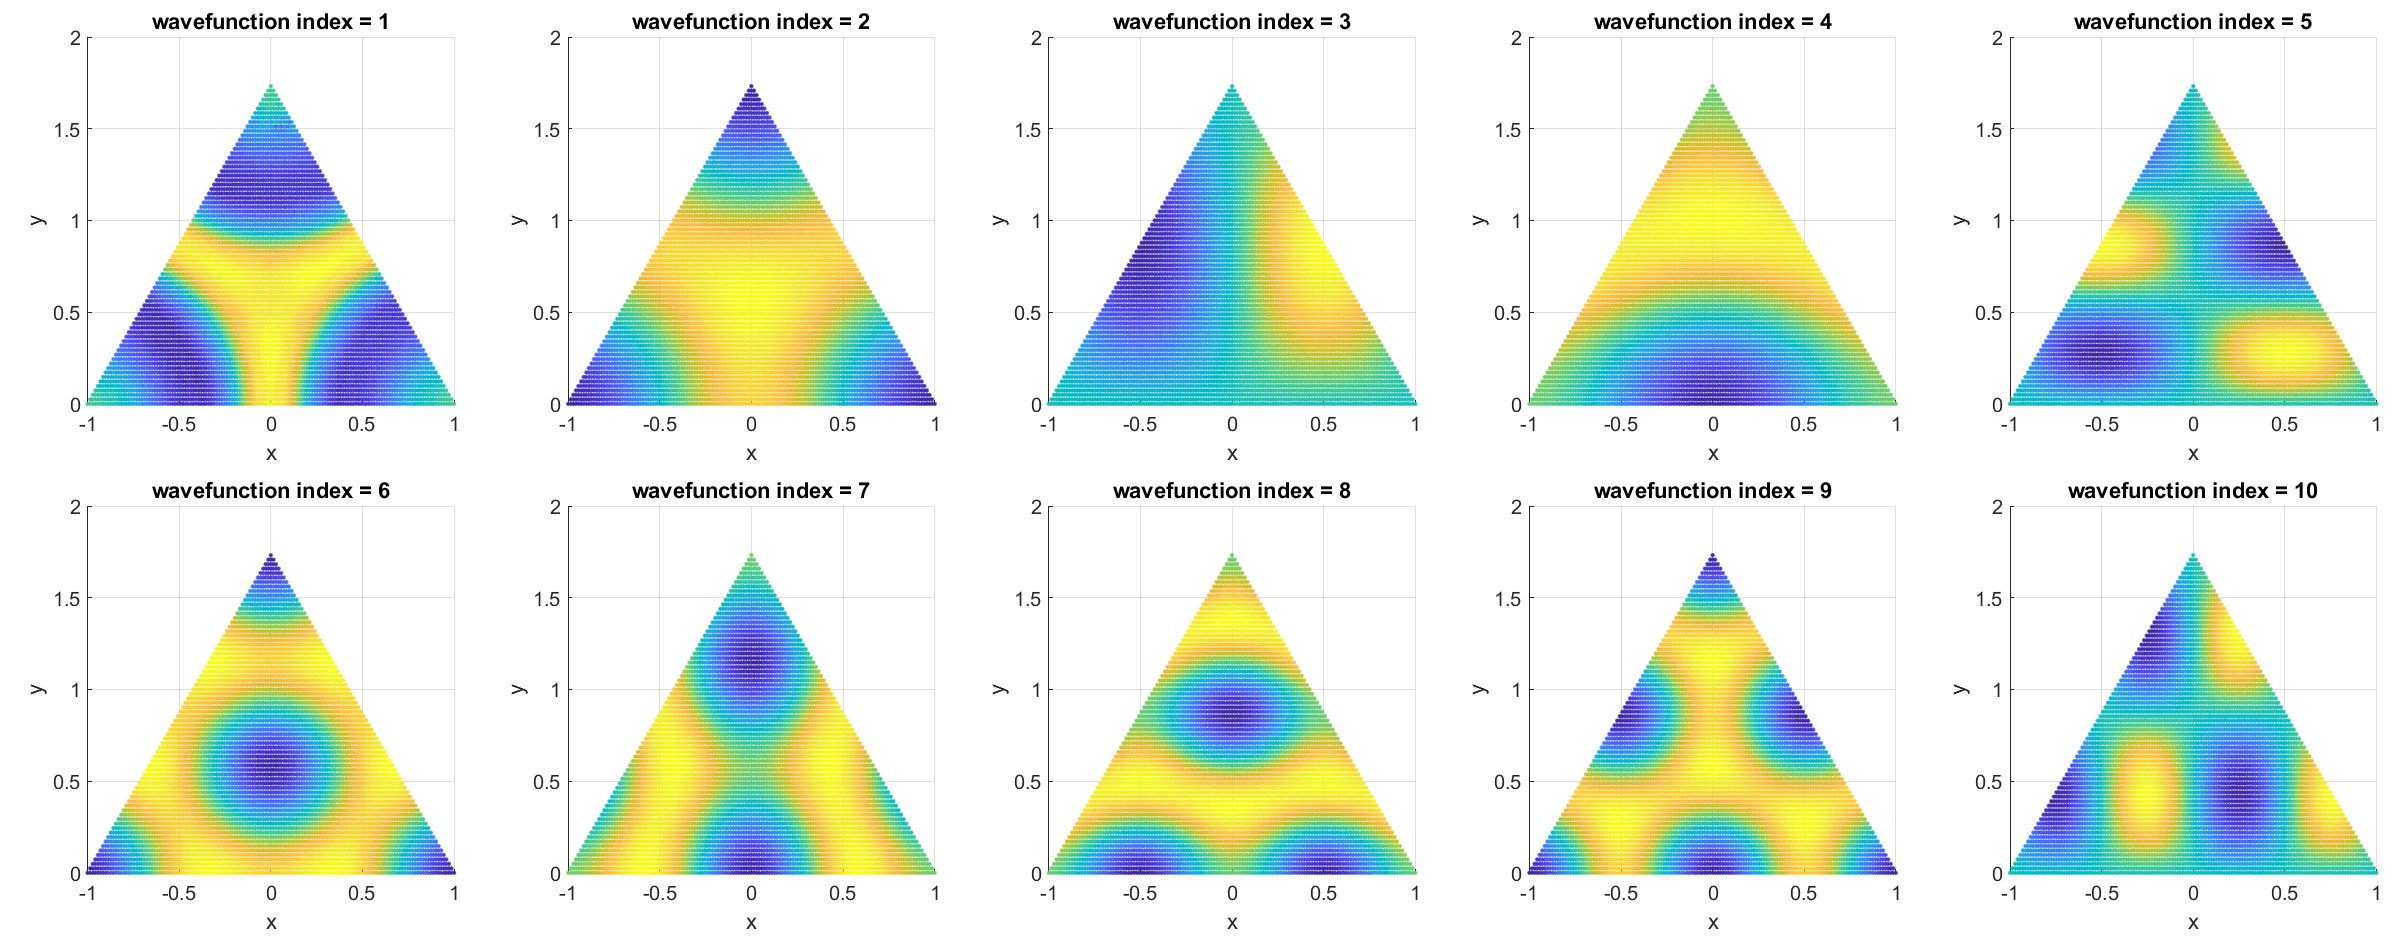 wavefunction index = 1
2
1.5
1
0.5
0
-1 -0.5 0 0.5 1
x
y
wavefunction index = 2
2
1.5
1
0.5
0
-1 -0.5 0 0.5 1
x
y
wavefunction index = 3
2
1.5
1
0.5
0
-1 -0.5 0 0.5 1
x
y
wavefunction index = 4
2
1.5
1
0.5
0
-1 -0.5 0 0.5 1
x
y
wavefunction index = 5
2
1.5
1
0.5
0
-1 -0.5 0 0.5 1
x
y
wavefunction index = 6
2
1.5
1
0.5
0
-1 -0.5 0 0.5 1
x
y
wavefunction index = 7
2
1.5
1
0.5
0
-1 -0.5 0 0.5 1
x
y
wavefunction index = 8
2
1.5
1
0.5
0
-1 -0.5 0 0.5 1
x
y
wavefunction index = 9
2
1.5
1
0.5
0
-1 -0.5 0 0.5 1
x
y
wavefunction index = 10
2
1.5
1
0.5
0
-1 -0.5 0 0.5 1
x
y